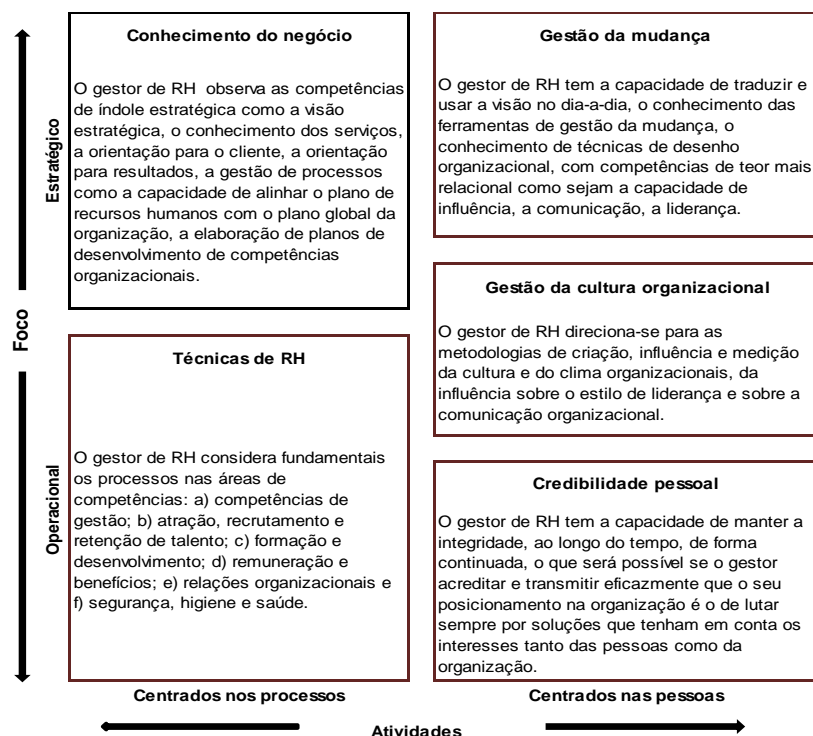 Conhecimento do negócio
O gestor de RH observa as competências
de índole estratégica como a visão
estratégica, o conhecimento dos serviços,
a orientação para o cliente, a orientação
para resultados, a gestão de processos
como a capacidade de alinhar o plano de
recursos humanos com o plano global da
organização, a elaboração de planos de
desenvolvimento de competências
organizacionais.
Gestão da mudança
O gestor de RH tem a capacidade de traduzir e
usar a visão no dia-a-dia, o conhecimento das
ferramentas de gestão da mudança, o
conhecimento de técnicas de desenho
organizacional, com competências de teor mais
relacional como sejam a capacidade de
influência, a comunicação, a liderança.
Gestão da cultura organizacional
O gestor de RH direciona-se para as
metodologias de criação, influência e medição
da cultura e do clima organizacionais, da
influência sobre o estilo de liderança e sobre a
comunicação organizacional.
Técnicas de RH
O gestor de RH considera fundamentais
os processos nas áreas de
competências: a) competências de
gestão; b) atração, recrutamento e
retenção de talento; c) formação e
desenvolvimento; d) remuneração e
benefícios; e) relações organizacionais e
f) segurança, higiene e saúde.
Credibilidade pessoal
O gestor de RH tem a capacidade de manter a
integridade, ao longo do tempo, de forma
continuada, o que será possível se o gestor
acreditar e transmitir eficazmente que o seu
posicionamento na organização é o de lutar
sempre por soluções que tenham em conta os
interesses tanto das pessoas como da
organização.
Estratégico
Foco
Operacional
Centrados nos processos
Centrados nas pessoas
Atividades